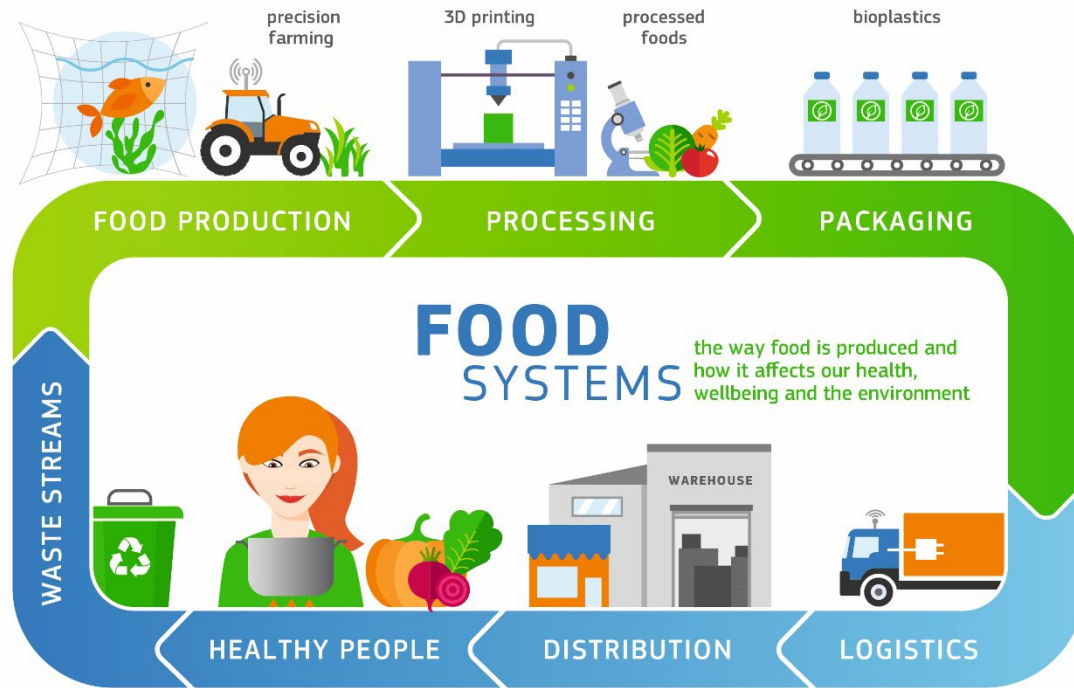 precision
farming
3D printing
processed
foods
bioplastics
FOOD PRODUCTION
PROCESSING
PACKAGING
FOOD
SYSTEMS
the way food is produced and
how it affects our health,
wellbeing and the environment
WAREHOUSE
LOGISTICS
DISTRIBUTION
HEALTHY PEOPLE
WASTE STREAMS